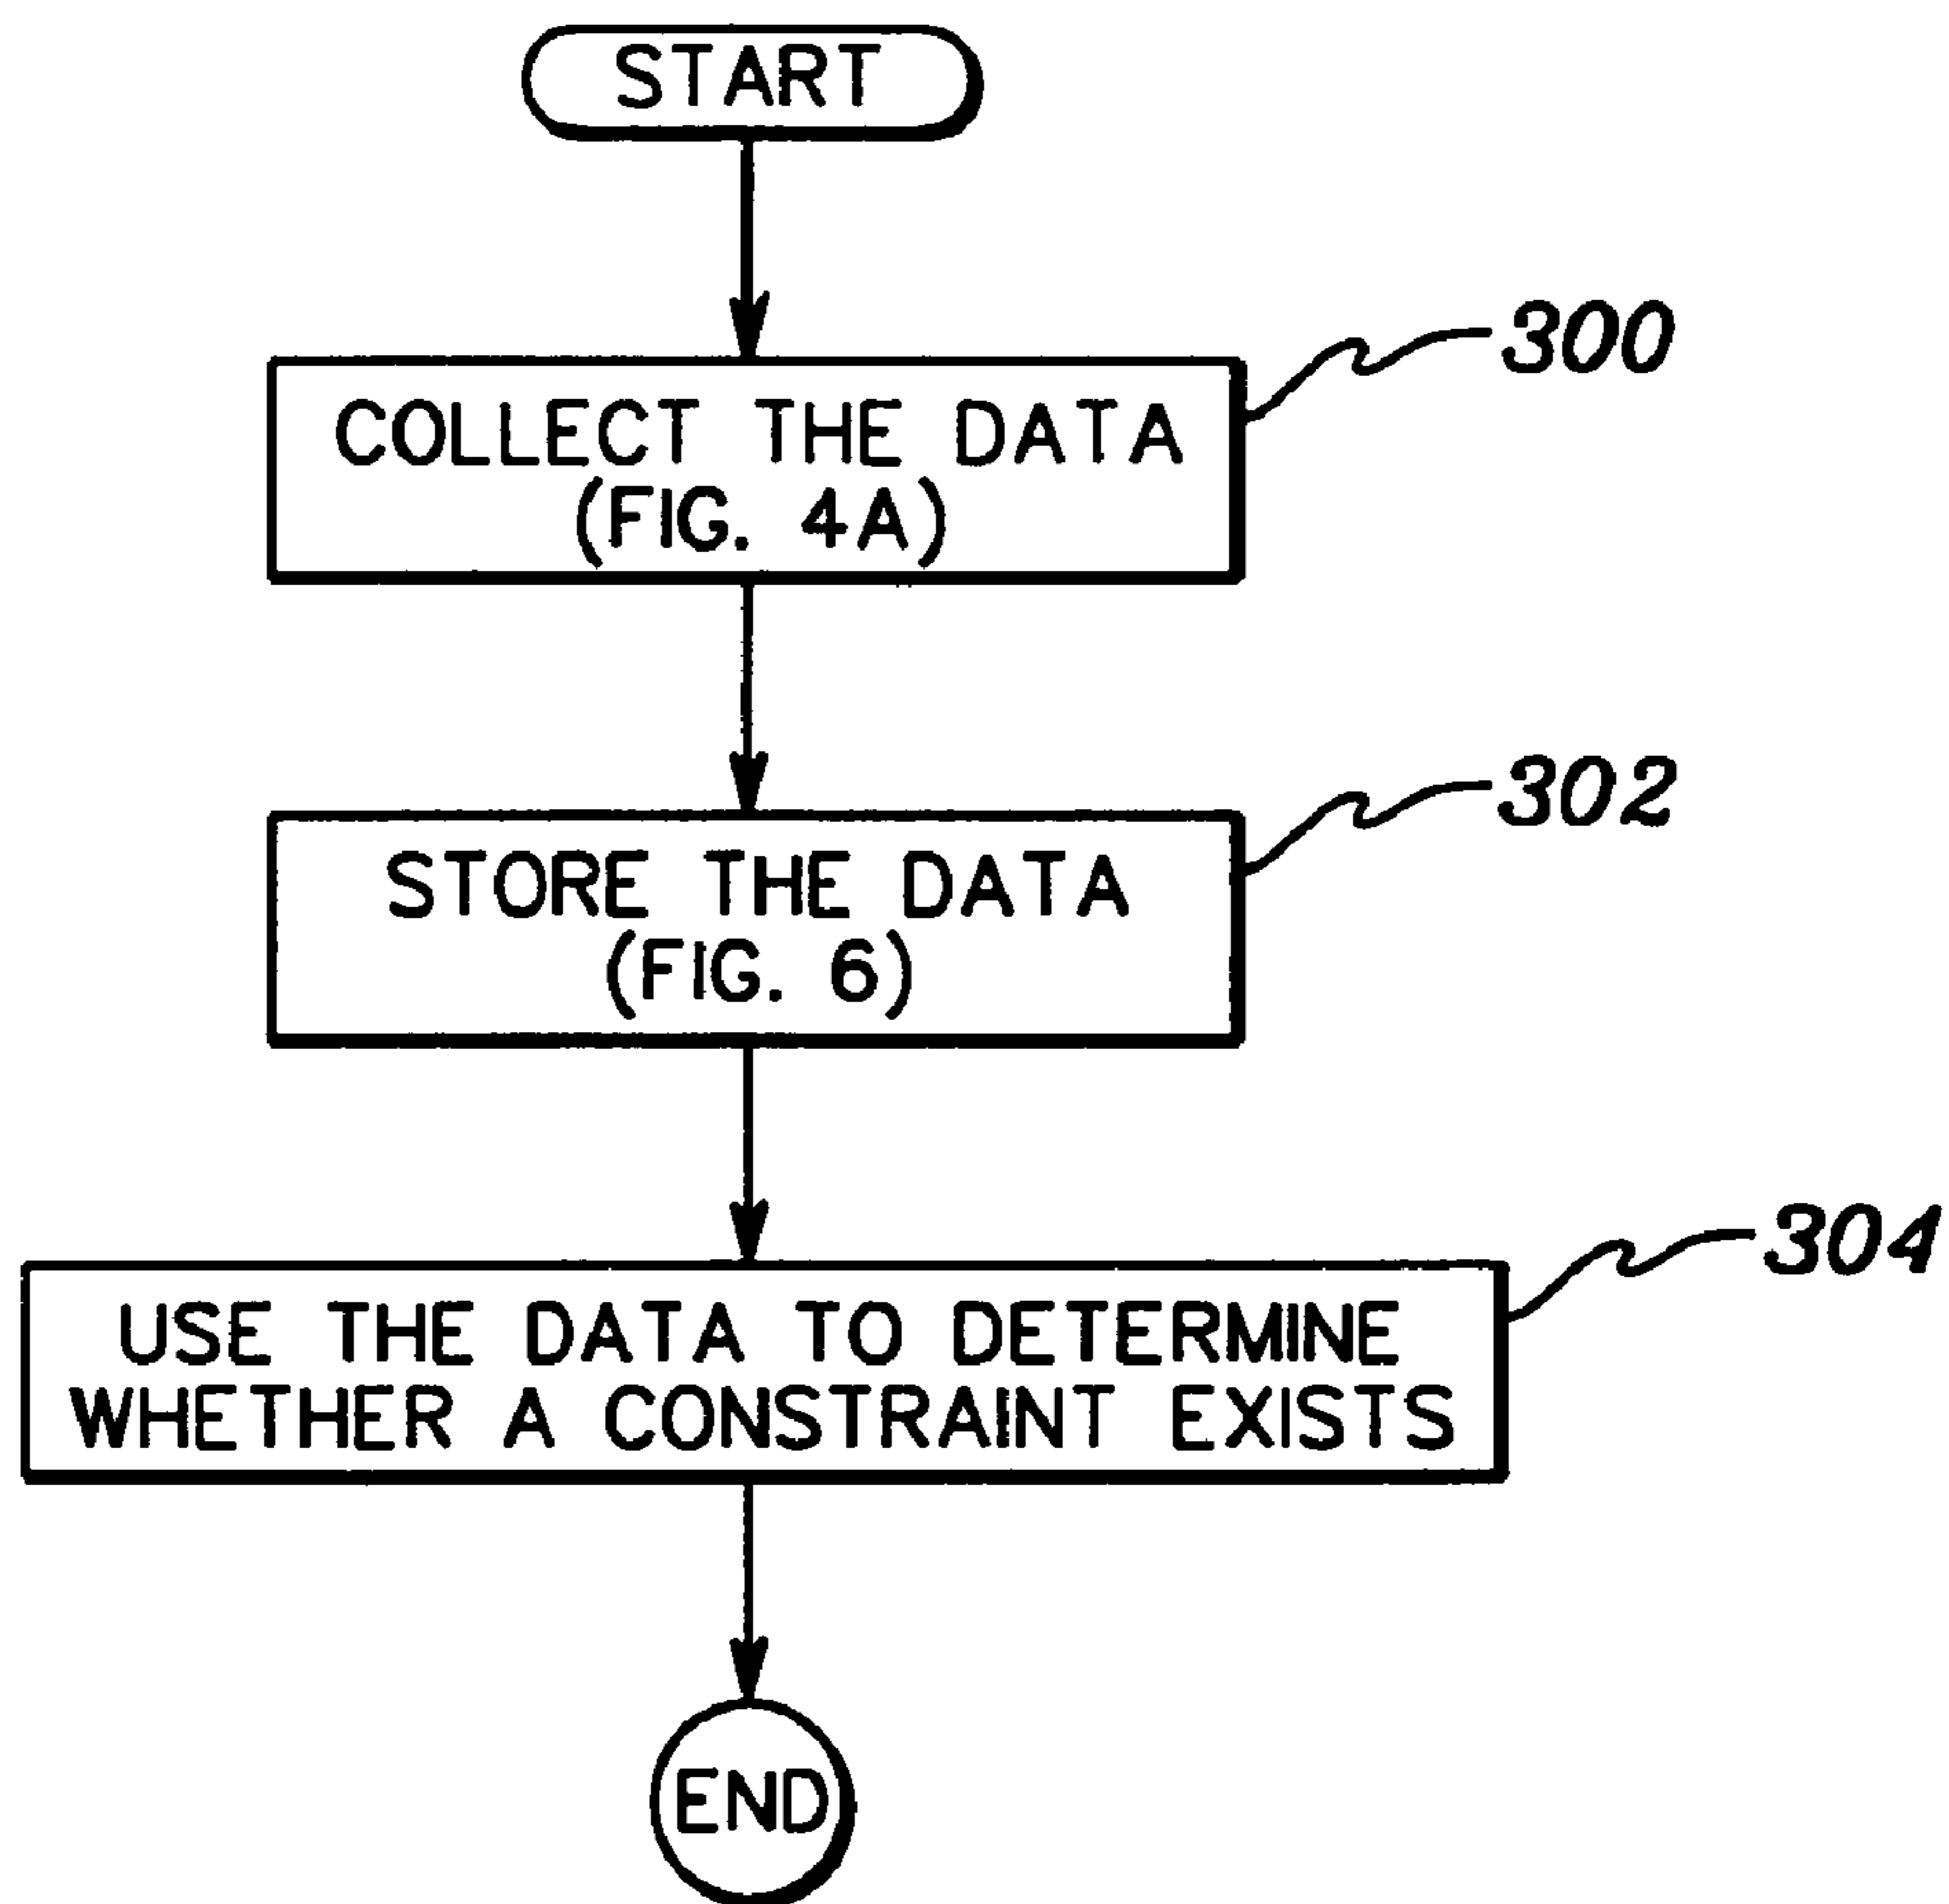 START
300
COLLECT THE DATA
(FIG. 4A)
302
STORE THE DATA
(FIG. 6)
304
USE THE DATA TO DETERMINE
WHETHER A CONSTRAINT EXISTS
END